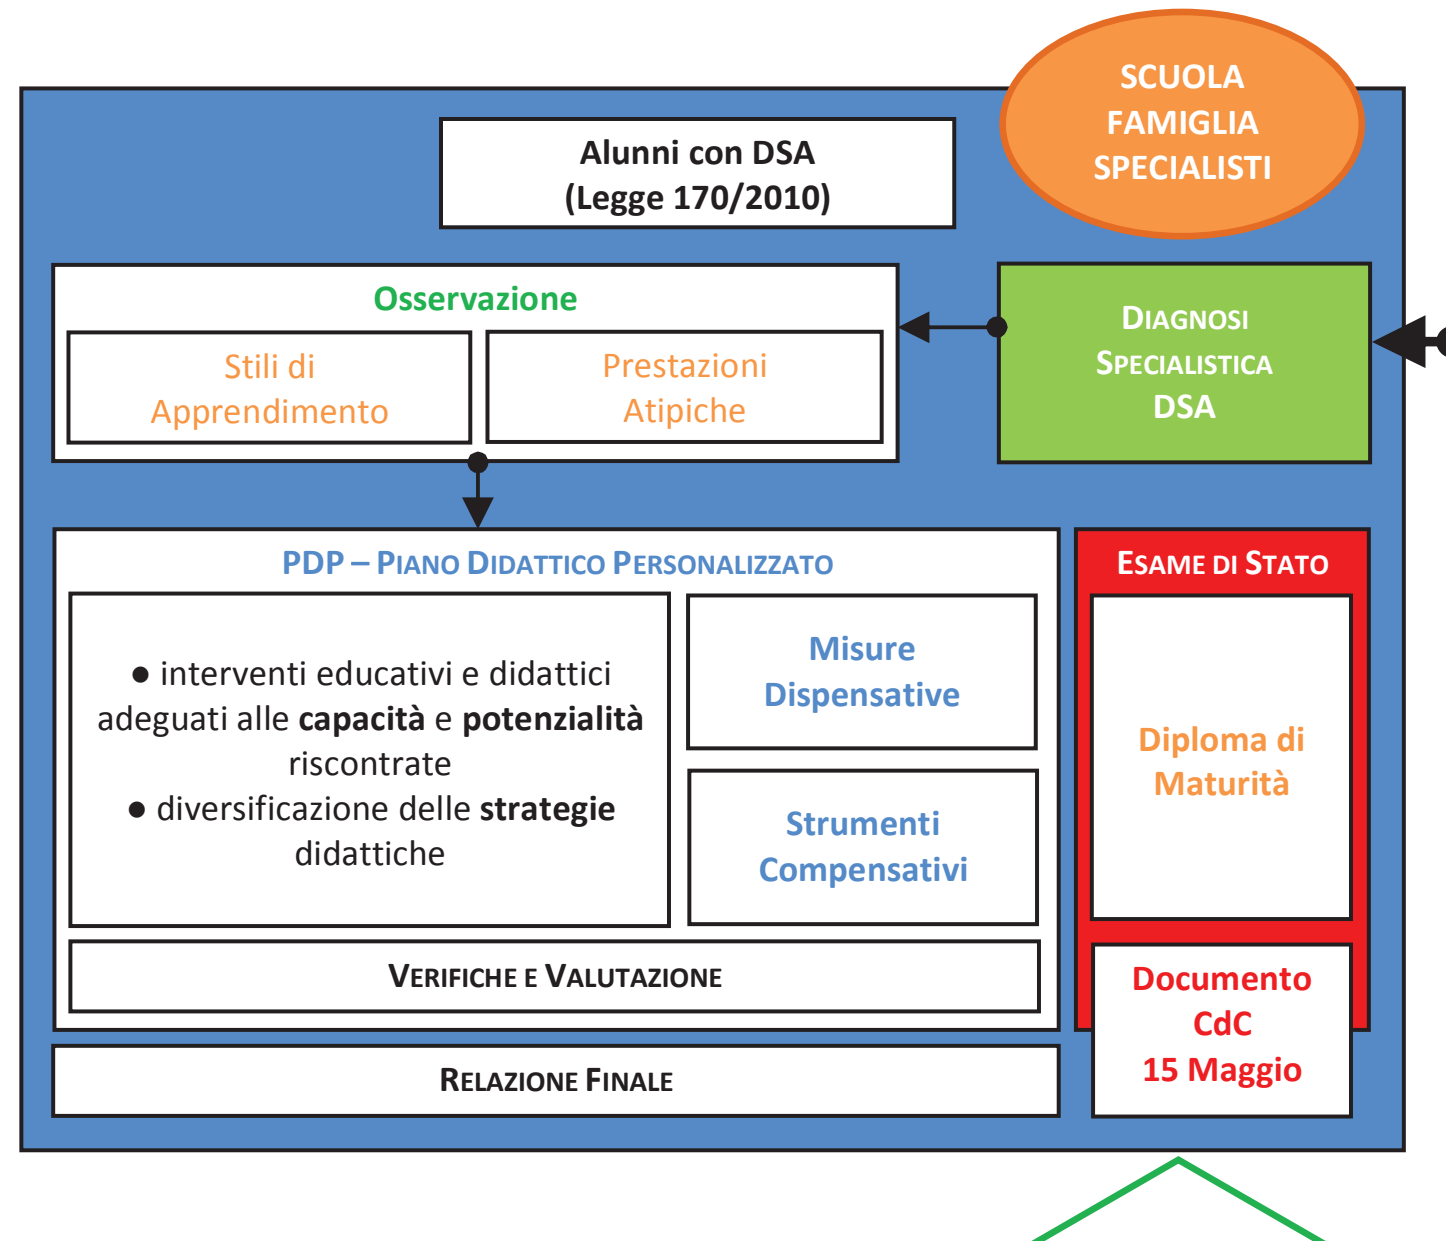 SCUOLA
FAMIGLIA
SPECIALISTI
Alunni con DSA
(Legge 170/2010)
Osservazione
Stili di
Apprendimento
Prestazioni
Atipiche
DIAGNOSI
SPECIALISTICA
DSA
PDP – PIANO DIDATTICO PERSONALIZZATO
● interventi educativi e didattici
adeguati alle capacità e potenzialità
riscontrate
● diversificazione delle strategie
didattiche
Misure
Dispensative
Strumenti
Compensativi
VERIFICHE E VALUTAZIONE
RELAZIONE FINALE
ESAME DI STATO
Diploma di
Maturità
Documento
CdC
15 Maggio